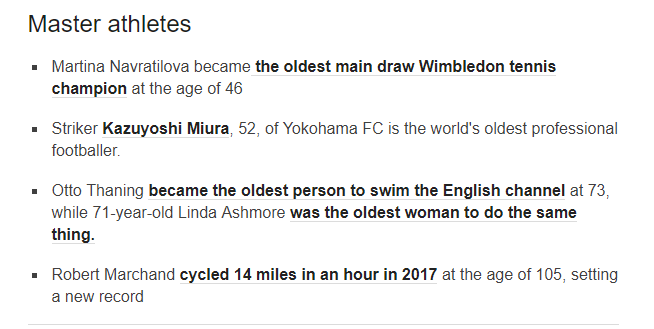 Master athletes
Martina Navratilova became the oldest main draw Wimbledon tennis
champion at the age of 46
Striker Kazuyoshi Miura, 52, of Yokohama FC is the world's oldest professional
footballer.
Otto Thaning became the oldest person to swim the English channel at 73,
while 71-year-old Linda Ashmore was the oldest woman to do the same
thing.
Robert Marchand cycled 14 miles in an hour in 2017 at the age of 105, setting
a new record